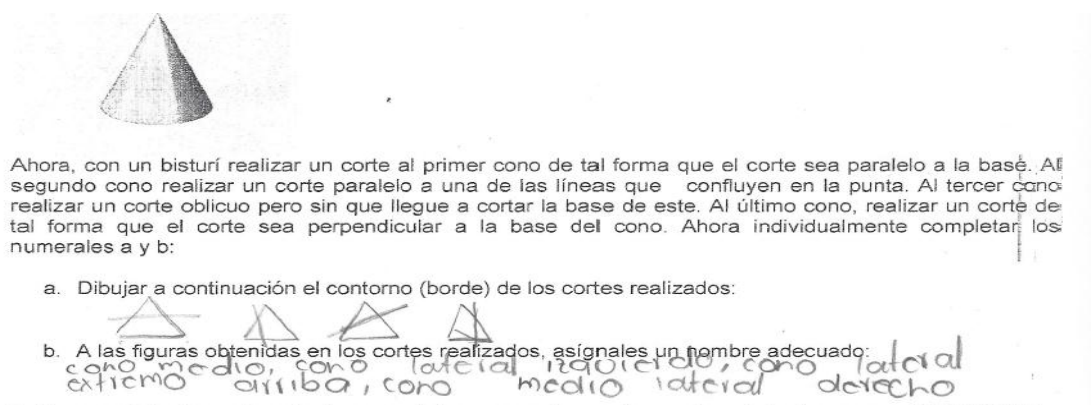 Ahora, con un bisturí realizar un corte al primer cono de tal forma que el corte sea paralelo a la base. Al
segundo cono realizar un corte paralelo a una de las líneas que confluyen en la punta. Al tercer cono
realizar un corte oblicuo pero sin que llegue a cortar la base de este. Al último cono, realizar un corte de
tal forma que el corte sea perpendicular a la base del cono. Ahora individualmente completar los
numerales a y b:
a. Dibujar a continuación el contorno (borde) de los cortes realizados:
b. A las figuras obtenidas en los cortes realizados, asígnales un nombre adecuado:
cono medio, cono lateral izquierdo, cono lateral
extremo arriba, cono medio lateral derecho